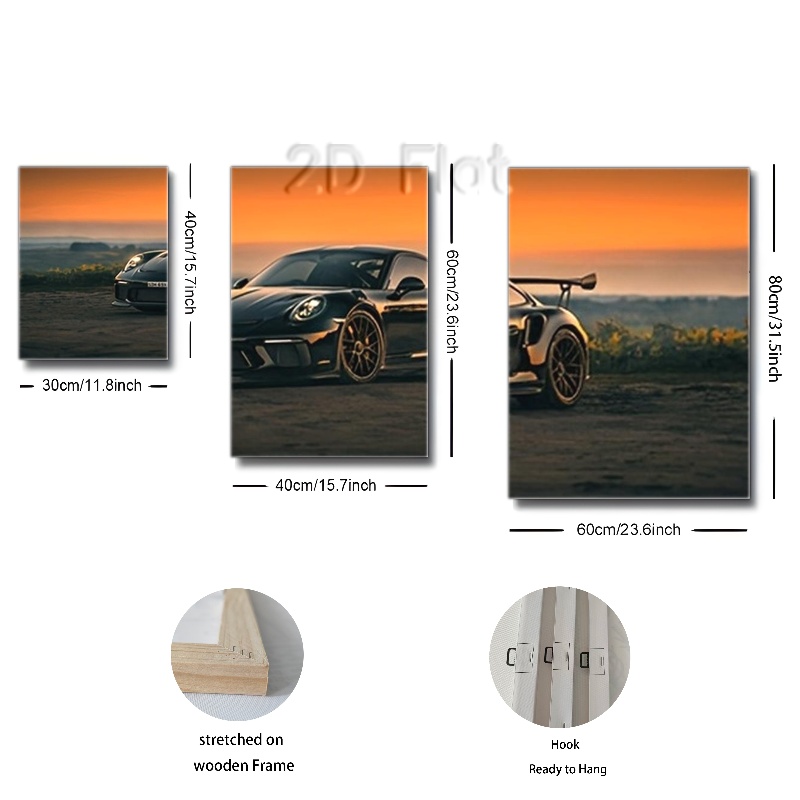 2D Flat
40cm/15.7inch
30cm/11.8inch
60cm/23.6inch
40cm/15.7inch
80cm/31.5inch
60cm/23.6inch
stretched on
wooden Frame
Hook
Ready to Hang